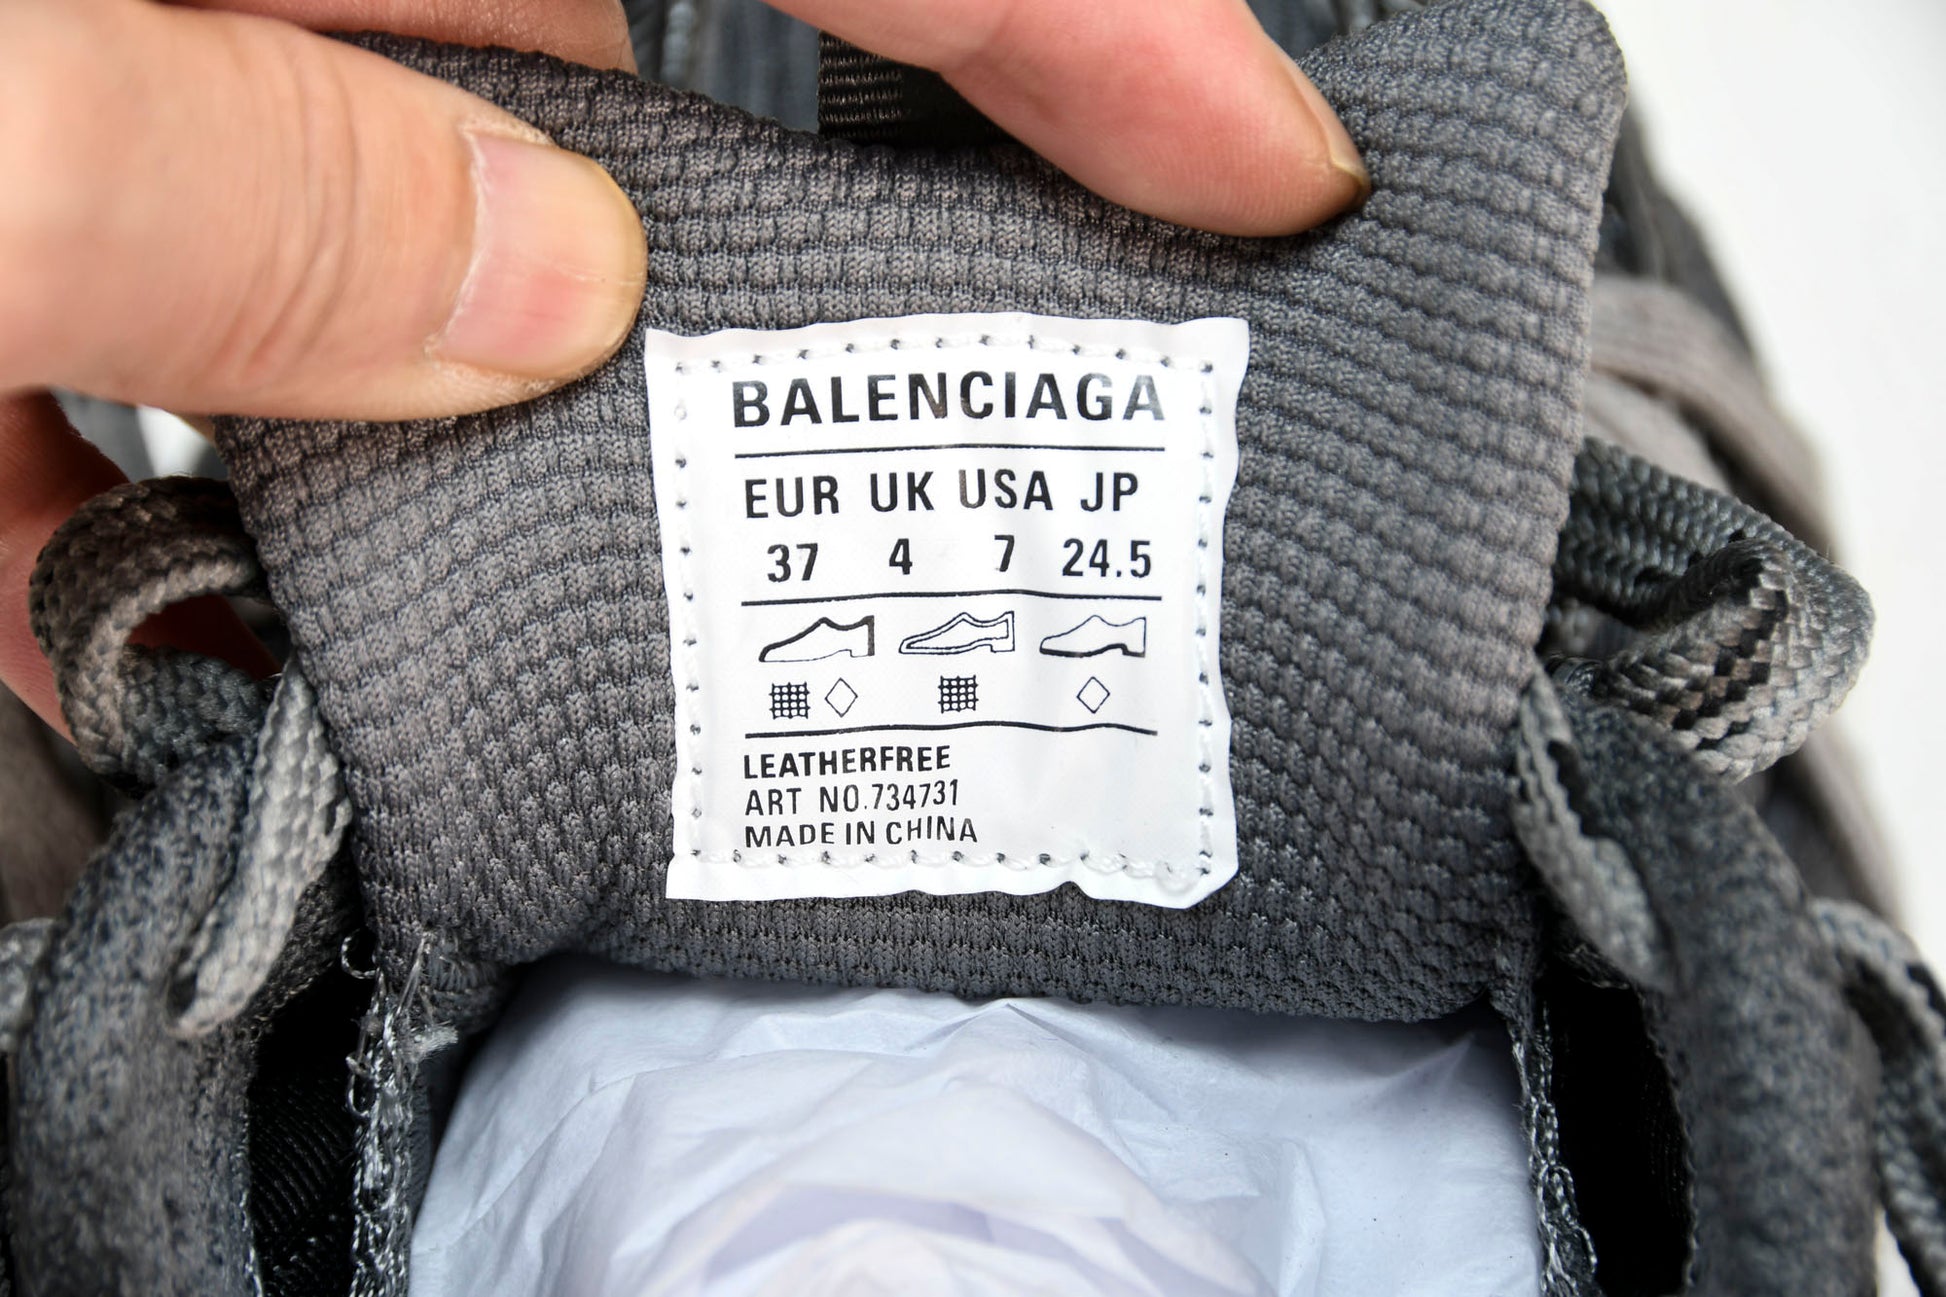 BALENCIAGA
EUR UK USA JP
37 4 7 24.5
LEATHERFREE
ART NO.734731
MADE IN CHINA